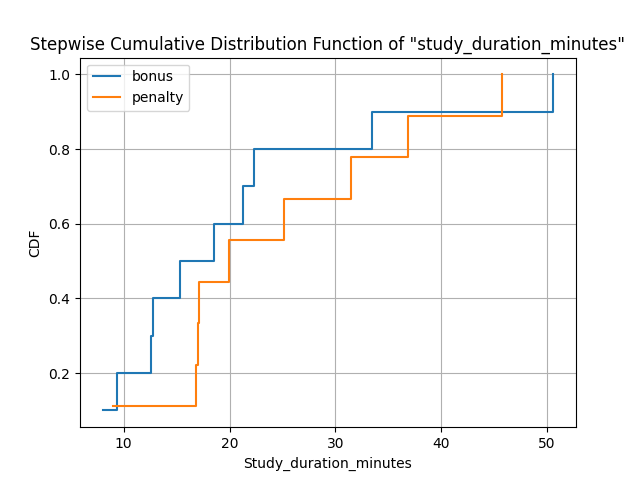 Stepwise Cumulative Distribution Function of "study_duration_minutes"
bonus
penalty
1.0
0.8
0.6
0.4
0.2
CDF
10 20 30 40 50
Study_duration_minutes